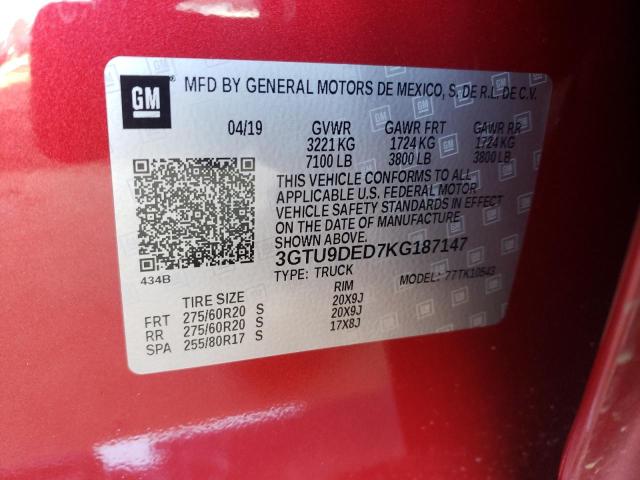 GM
MFD BY GENERAL MOTORS DE MEXICO, S. DE R.L. DE C.V.
04/19 GVWR GAWR FRT GAWR RR
3221 KG 1724 KG 1724 KG
7100 LB 3800 LB 3800 LB
THIS VEHICLE CONFORMS TO ALL
APPLICABLE U.S. FEDERAL MOTOR
VEHICLE SAFETY STANDARDS IN EFFECT
ON THE DATE OF MANUFACTURE
SHOWN ABOVE.
3GTU9DED7KG187147
434B
TYPE: TRUCK MODEL: 77TK10543
TIRE SIZE RIM
FRT 275/60R20 S 20X9J
RR 275/60R20 S 20X9J
SPA 255/80R17 S 17X8J